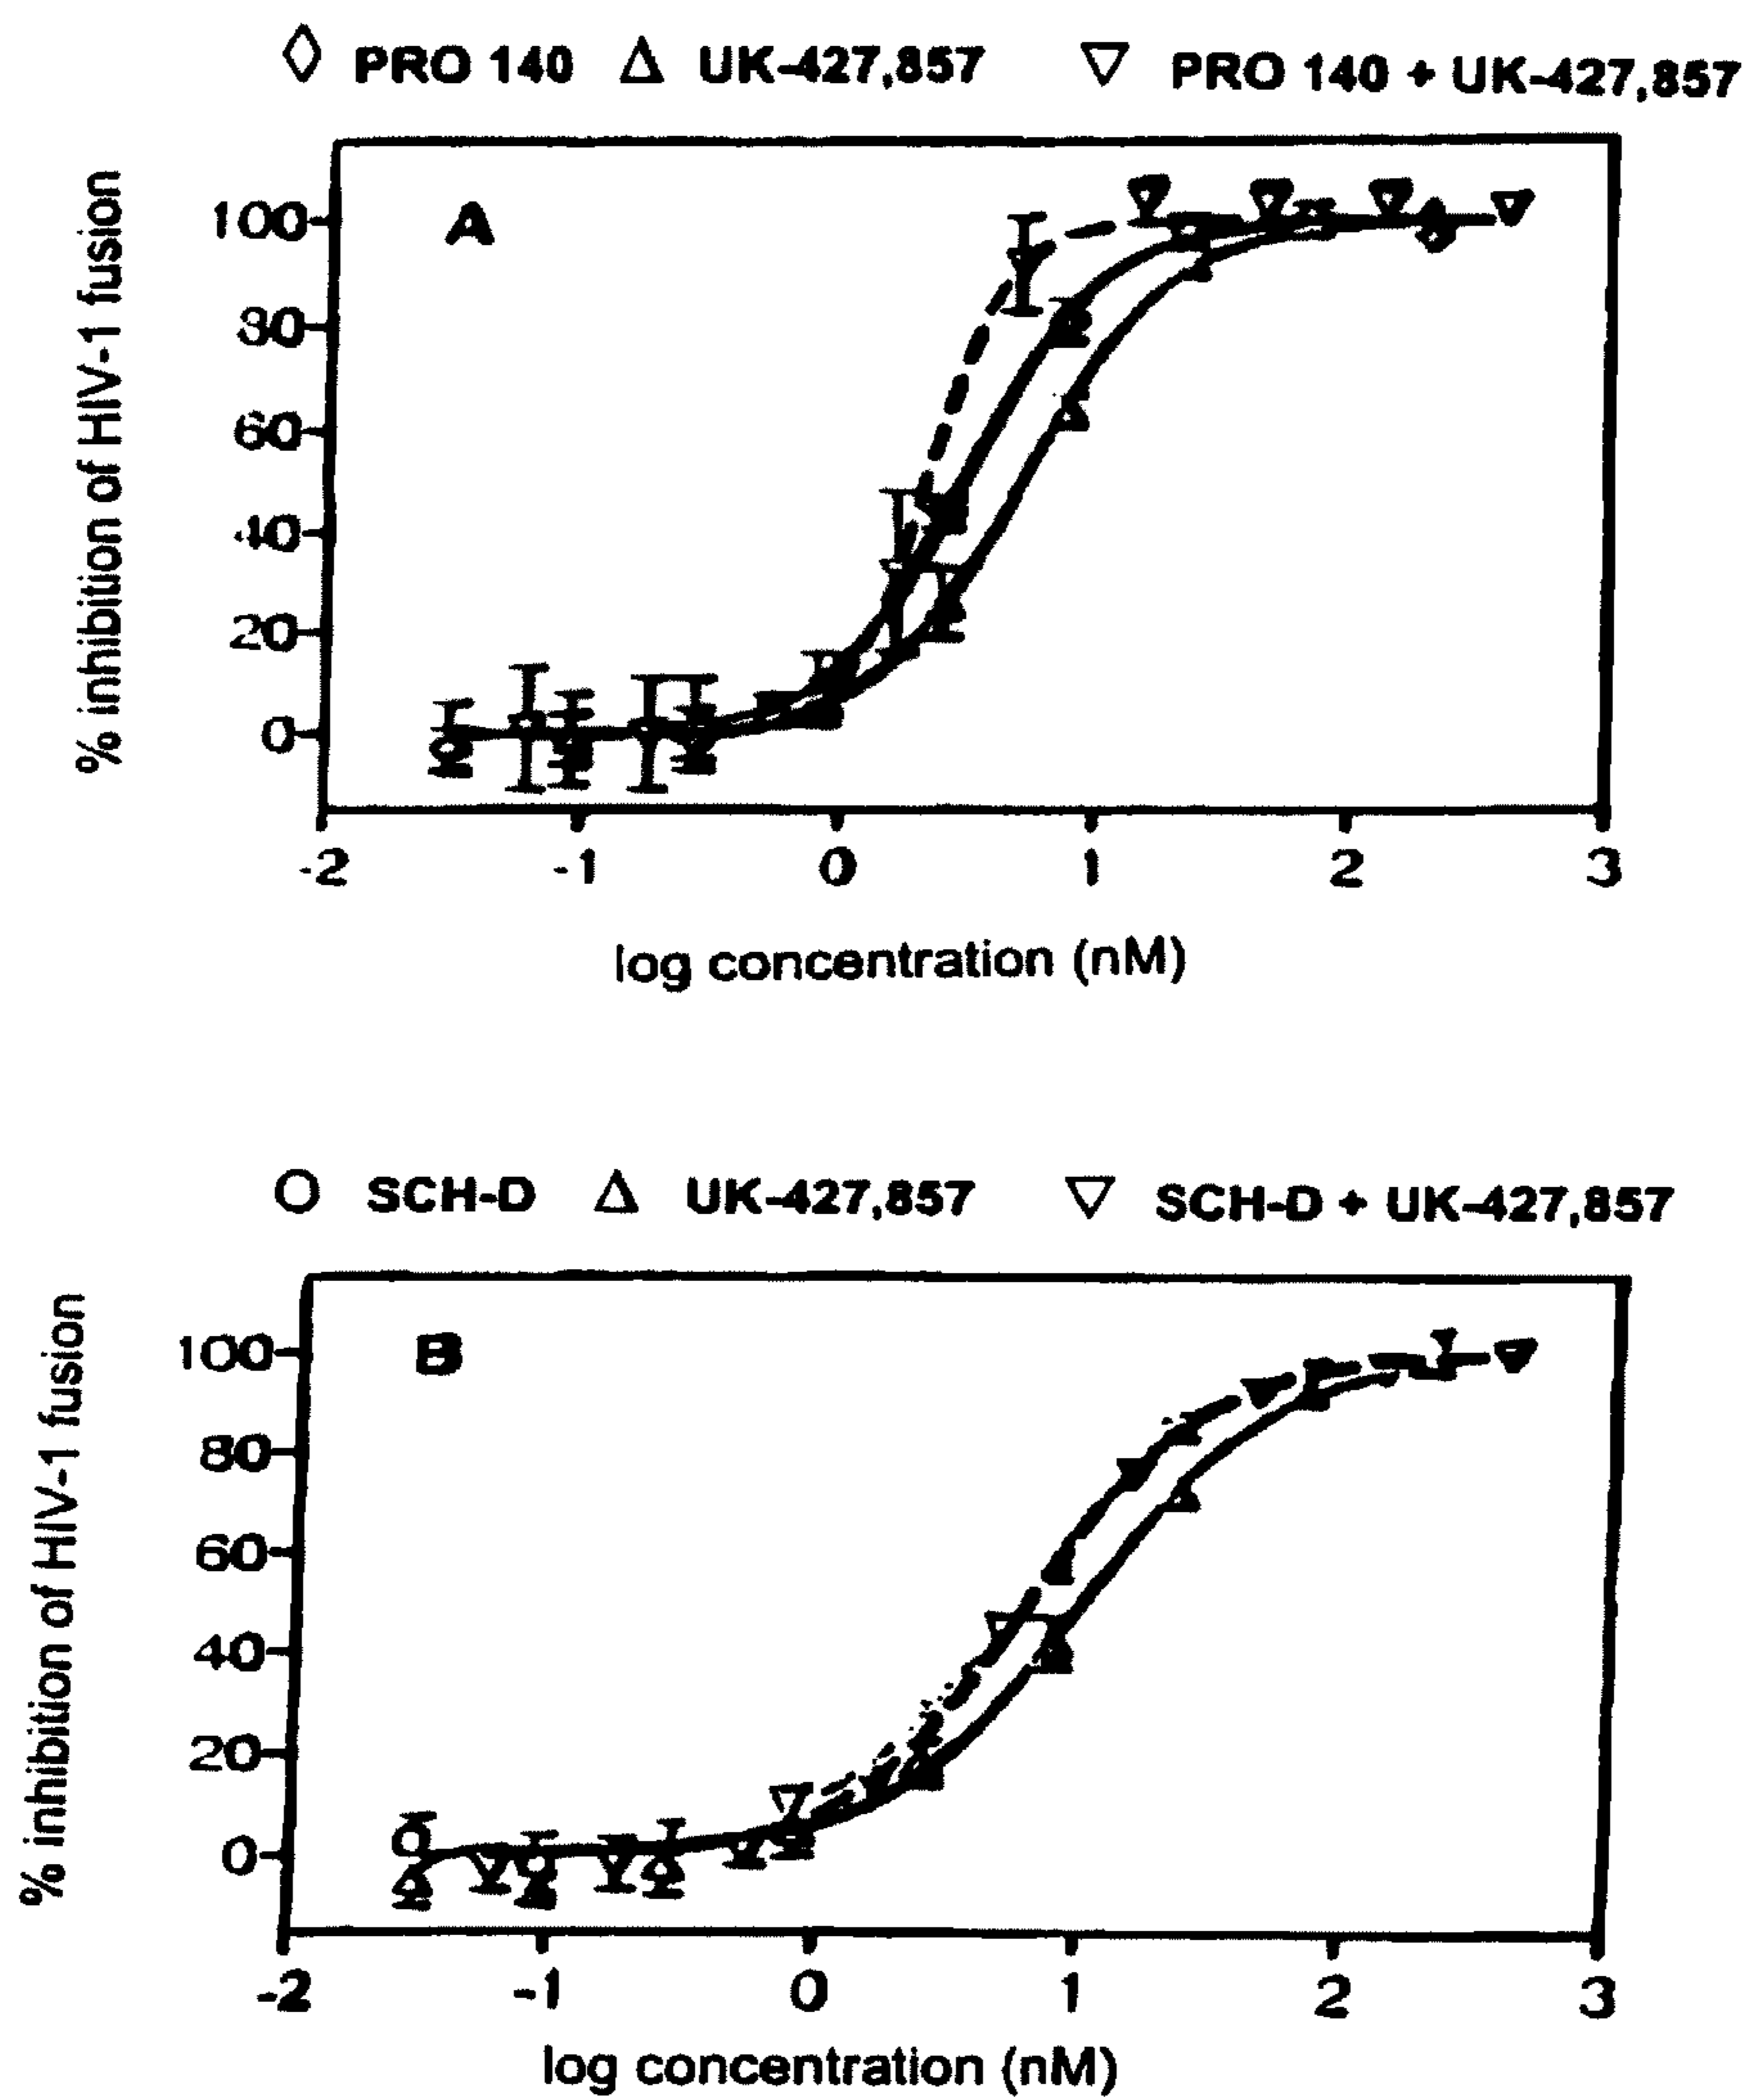 ◇ PRO 140 △ UK-427,857 ▽ PRO 140 + UK-427,857
% inhibition of HIV-1 fusion
A
100
80
60
40
20
0
-2 -1 0 1 2 3
log concentration (nM)
○ SCH-D △ UK-427,857 ▽ SCH-D + UK-427,857
% inhibition of HIV-1 fusion
B
100
80
60
40
20
0
-2 -1 0 1 2 3
log concentration (nM)